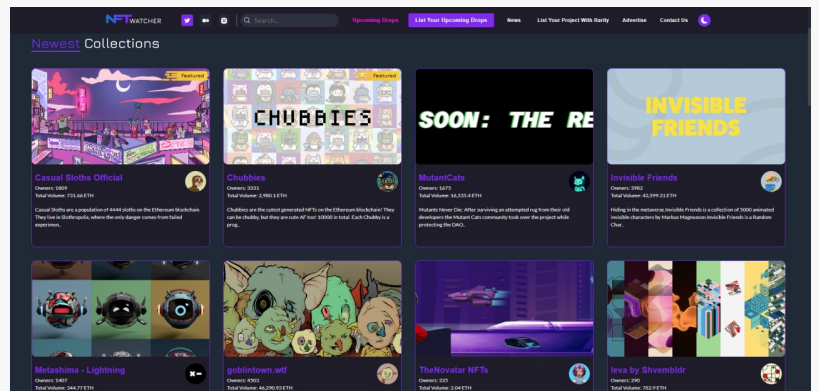 NFT WATCHER
Search...
Upcoming Drops
List Your Upcoming Drops
News
List Your Project With Rarity
Advertise
Contact Us
Newest Collections
Featured
Featured
CHUBBIES
SOON: THE RE
INVISIBLE
FRIENDS
Casual Sloths Official
Owners: 1809
Total Volume: 731.66 ETH
Casual Sloths are a population of 4444 sloths on the Ethereum blockchain.
They live in Slothtropolis, where the only danger comes from failed
experimen..
Chubbies
Owners: 3331
Total Volume: 2,980.1 ETH
Chubbies are the cutest generated NFTs on the Ethereum Blockchain! They
can be chubby, but they are cute AF too! 10000 in total. Each Chubby is a
prog..
MutantCats
Owners: 1675
Total Volume: 16,535.4 ETH
Mutants Never Die: After surviving an attempted rug from their old
developers the Mutant Cats community took over the project while
protecting the DAO..
Invisible Friends
Owners: 3982
Total Volume: 43,599.31 ETH
Hiding in the metaverse, Invisible Friends is a collection of 5000 animated
invisible characters by Markus Magnusson. Invisible Friends is a Random
Char..
Metashima - Lightning
Owners: 1407
Total Volume: 344.77 ETH
goblintown.wtf
Owners: 4503
Total Volume: 46,290.93 ETH
TheNovatar NFTs
Owners: 335
Total Volume: 2.04 ETH
Ieva by Shvembldr
Owners: 290
Total Volume: 782.9 ETH